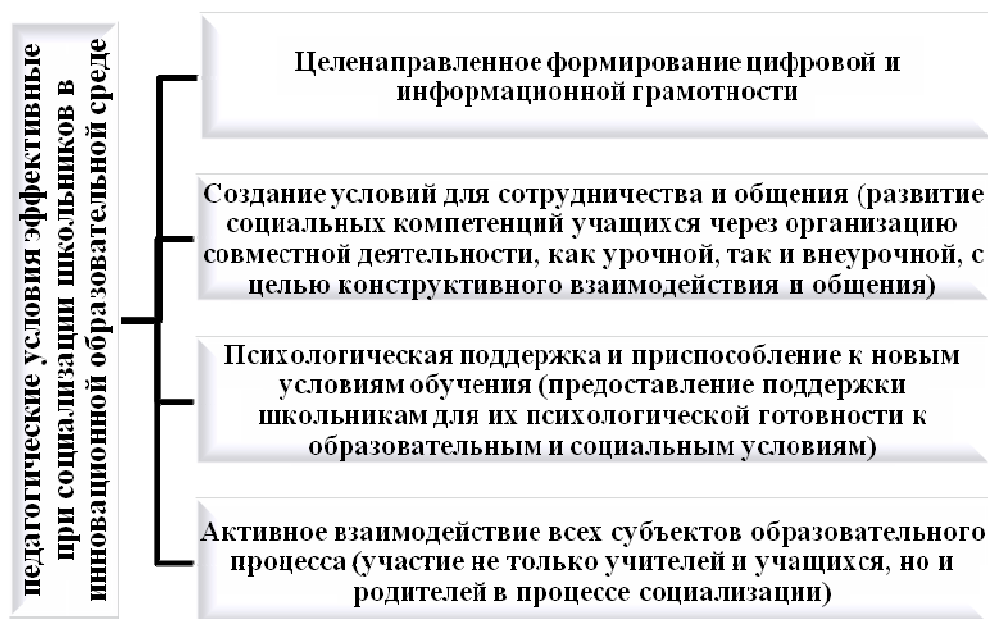 педагогические условия эффективные
при социализации школьников в
инновационной образовательной среде
Целенаправленное формирование цифровой и
информационной грамотности
Создание условий для сотрудничества и общения (развитие
социальных компетенций учащихся через организацию
совместной деятельности, как урочной, так и внеурочной, с
целью конструктивного взаимодействия и общения)
Психологическая поддержка и приспособление к новым
условиям обучения (предоставление поддержки
школьникам для их психологической готовности к
образовательным и социальным условиям)
Активное взаимодействие всех субъектов образовательного
процесса (участие не только учителей и учащихся, но и
родителей в процессе социализации)